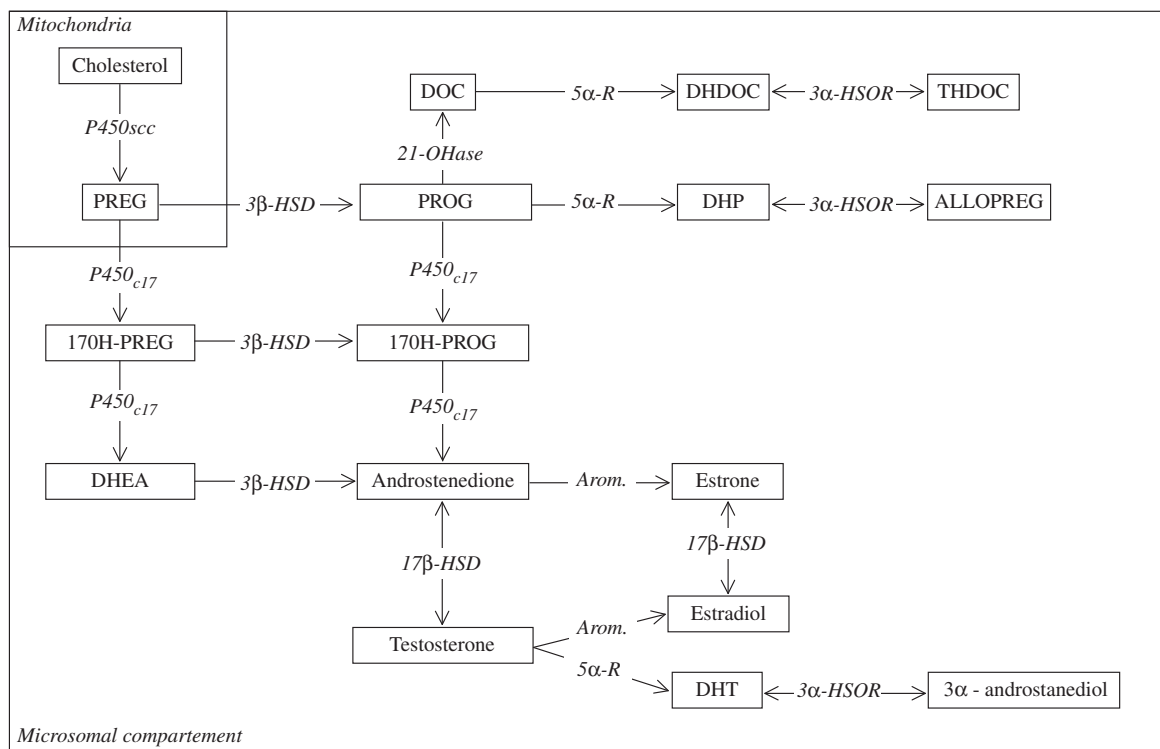 Mitochondria
Cholesterol
DOC
5α-R
DHDOC
3α-HSOR
THDOC
P450scc
21-OHase
PREG
3β-HSD
PROG
5α-R
DHP
3α-HSOR
ALLOPREG
P450c17
P450c17
170H-PREG
3β-HSD
170H-PROG
P450c17
P450c17
DHEA
3β-HSD
Androstenedione
Arom.
Estrone
17β-HSD
17β-HSD
Estradiol
Arom.
Testosterone
5α-R
DHT
3α-HSOR
3α - androstanediol
Microsomal compartement